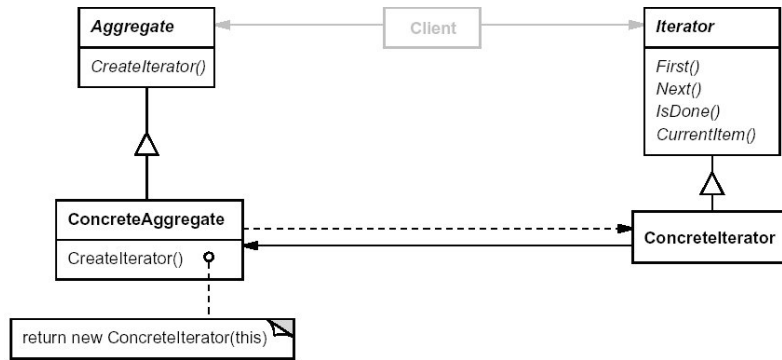 Aggregate
CreateIterator()
Client
Iterator
First()
Next()
IsDone()
CurrentItem()
ConcreteAggregate
CreateIterator()
ConcreteIterator
return new ConcreteIterator(this)